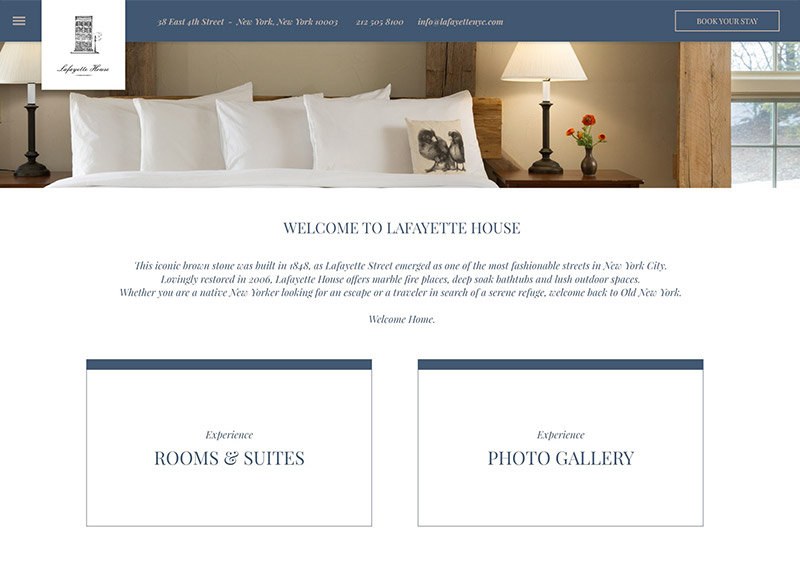 38 East 4th Street - New York, New York 10003 212 505 8100 info@lafayettenyc.com
BOOK YOUR STAY
Lafayette House
WELCOME TO LAFAYETTE HOUSE
This iconic brown stone was built in 1848, as Lafayette Street emerged as one of the most fashionable streets in New York City.
Lovingly restored in 2006, Lafayette House offers marble fire places, deep soak bathtubs and lush outdoor spaces.
Whether you are a native New Yorker looking for an escape or a traveler in search of a serene refuge, welcome back to Old New York.
Welcome Home.
Experience
ROOMS & SUITES
Experience
PHOTO GALLERY